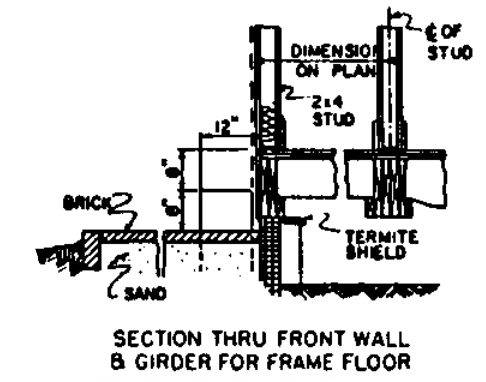 ℄ OF
STUD
DIMENSION
ON PLAN
2x4
STUD
12"
8"
8"
BRICK
TERMITE
SHIELD
SAND
SECTION THRU FRONT WALL
& GIRDER FOR FRAME FLOOR